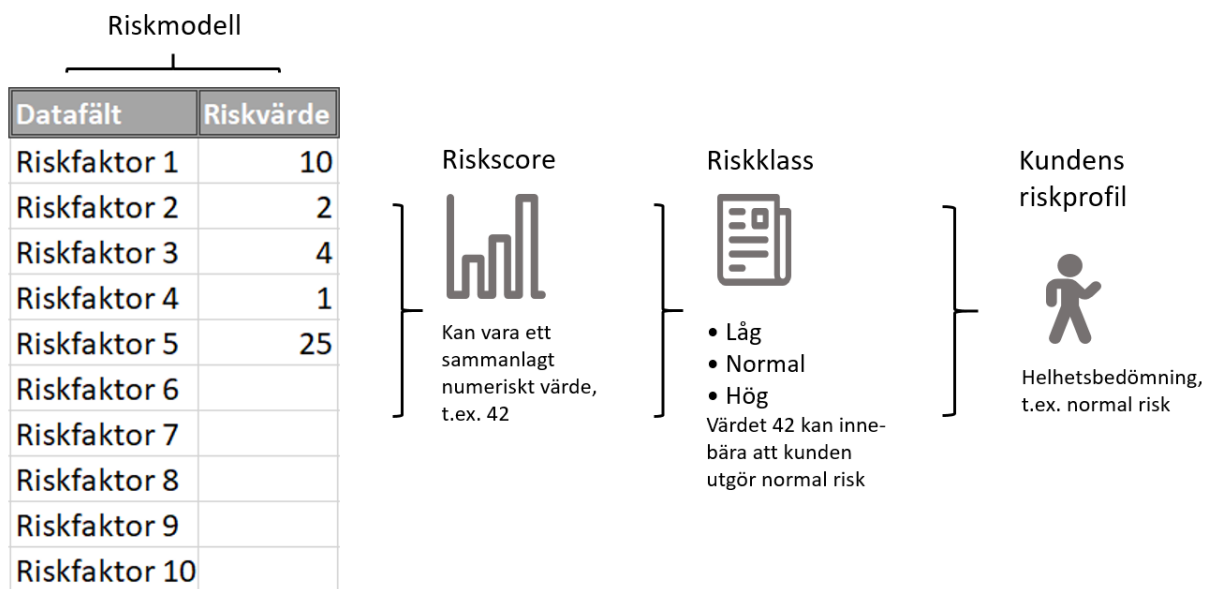 Riskmodell
Datafält Riskvärde
Riskfaktor 1 10
Riskfaktor 2 2
Riskfaktor 3 4
Riskfaktor 4 1
Riskfaktor 5 25
Riskfaktor 6
Riskfaktor 7
Riskfaktor 8
Riskfaktor 9
Riskfaktor 10
Riskscore
Kan vara ett
sammanlagt
numeriskt värde,
t.ex. 42
Riskklass
• Låg
• Normal
• Hög
Värdet 42 kan inne-
bära att kunden
utgör normal risk
Kundens
riskprofil
Helhetsbedömning,
t.ex. normal risk